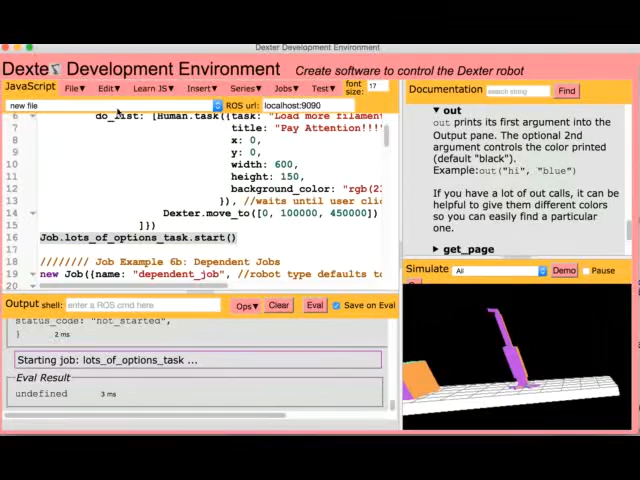 Dexter Development Environment
Dexter Development Environment Create software to control the Dexter robot
JavaScript File▼ Edit▼ Learn JS▼ Insert▼ Series▼ Jobs▼ Test▼ font size: 17
new file ROS url: localhost:9090
6 do_list: [Human.task({task: "Load more filamen
7 title: "Pay Attention!!!!
8 x: 0,
9 y: 0,
10 width: 600,
11 height: 150,
12 background_color: "rgb(2
13 }), //waits until user clic
14 Dexter.move_to([0, 100000, 450000])
15 ]})
16 Job.lots_of_options_task.start()
17
18 //////// Job Example 6b: Dependent Jobs
19 new Job({name: "dependent_job", //robot type defaults to
20
Output shell: enter a ROS cmd here Ops▼ Clear Eval Save on Eval
status_code: "not_started",
} 2 ms
Starting job: lots_of_options_task ...
Eval Result
undefined 3 ms
Documentation search string Find
▼ out
out prints its first argument into the
Output pane. The optional 2nd
argument controls the color printed
(default "black").
Example:out("hi", "blue")
If you have a lot of out calls, it can be
helpful to give them different colors
so you can easily find a particular
one.
► get_page
Simulate All Demo Pause